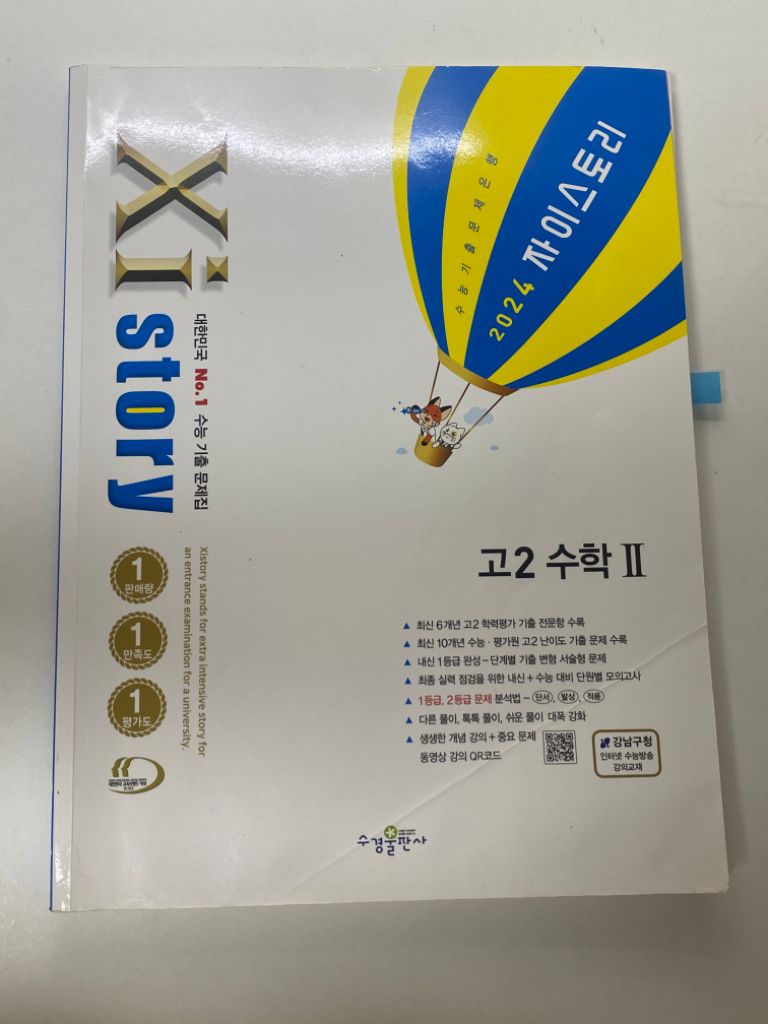 Xi
story
대한민국 No.1 수능 기출 문제집
Xistory stands for extra intensive story for
an entrance examination for a university.
1
판매량
1
만족도
1
평가도
수능기출문제은행
2024 자이스토리
고2 수학 Ⅱ
▲ 최신 6개년 고2 학력평가 기출 전문항 수록
▲ 최신 10개년 수능·평가원 고2 난이도 기출 문제 수록
▲ 내신 1등급 완성 – 단계별 기출 변형 서술형 문제
▲ 최종 실력 점검을 위한 내신+수능 대비 단원별 모의고사
▲ 1등급, 2등급 문제 분석법 – 단서, 발상, 적용
▲ 다른 풀이, 톡톡 풀이, 쉬운 풀이 대폭 강화
▲ 생생한 개념 강의+중요 문제
동영상 강의 QR코드
강남구청
인터넷 수능방송
강의교재
수경출판사